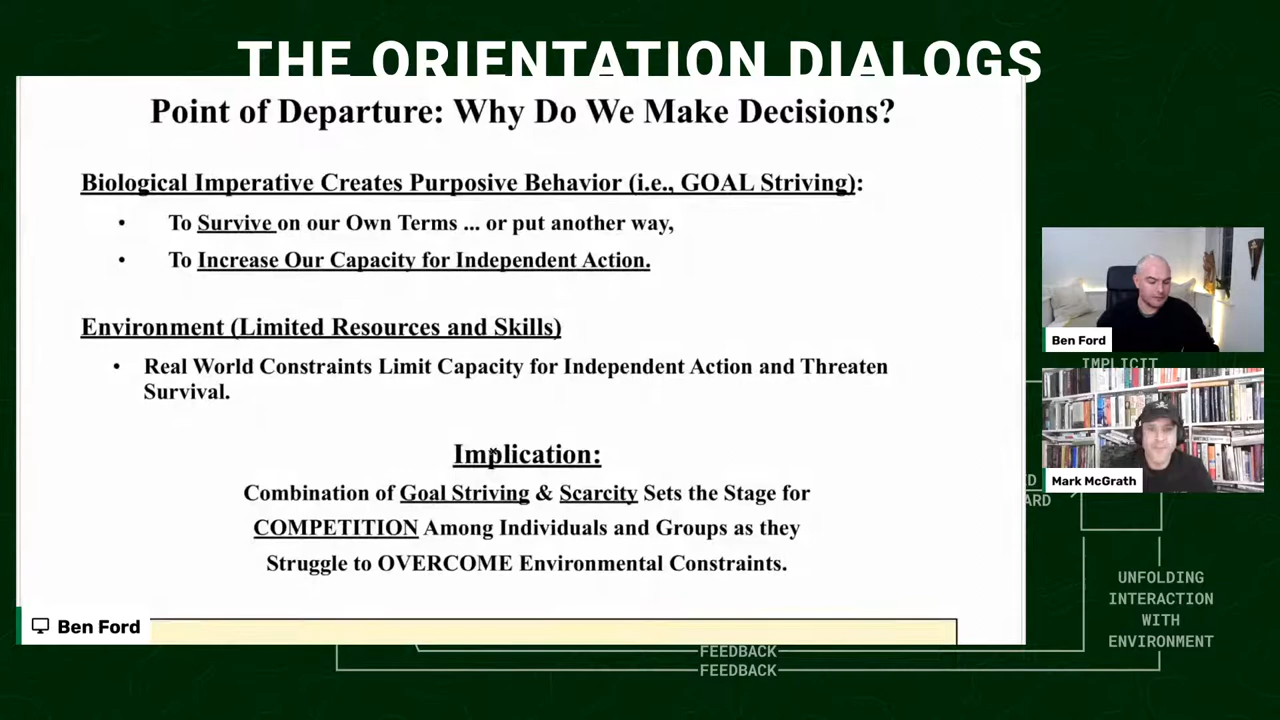 THE ORIENTATION DIALOGS
Point of Departure: Why Do We Make Decisions?
Biological Imperative Creates Purposive Behavior (i.e., GOAL Striving):
• To Survive on our Own Terms ... or put another way,
• To Increase Our Capacity for Independent Action.
Environment (Limited Resources and Skills)
• Real World Constraints Limit Capacity for Independent Action and Threaten
Survival.
Implication:
Combination of Goal Striving & Scarcity Sets the Stage for
COMPETITION Among Individuals and Groups as they
Struggle to OVERCOME Environmental Constraints.
Ben Ford
Ben Ford
IMPLICIT
Mark McGrath
UNFOLDING
INTERACTION
WITH
ENVIRONMENT
FEEDBACK
FEEDBACK